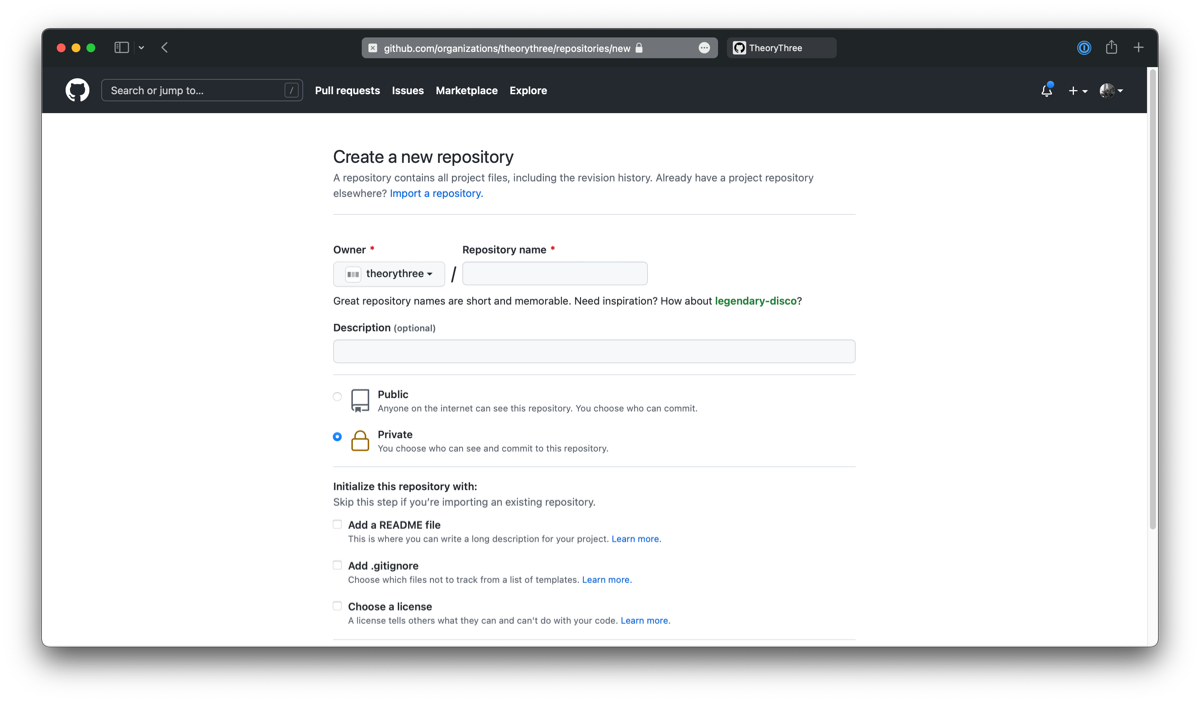 github.com/organizations/theorythree/repositories/new
TheoryThree
Search or jump to...
/
Pull requests
Issues
Marketplace
Explore
Create a new repository
A repository contains all project files, including the revision history. Already have a project repository
elsewhere? Import a repository.
Owner *
Repository name *
theorythree
/
Great repository names are short and memorable. Need inspiration? How about legendary-disco?
Description (optional)
Public
Anyone on the internet can see this repository. You choose who can commit.
Private
You choose who can see and commit to this repository.
Initialize this repository with:
Skip this step if you're importing an existing repository.
Add a README file
This is where you can write a long description for your project. Learn more.
Add .gitignore
Choose which files not to track from a list of templates. Learn more.
Choose a license
A license tells others what they can and can't do with your code. Learn more.